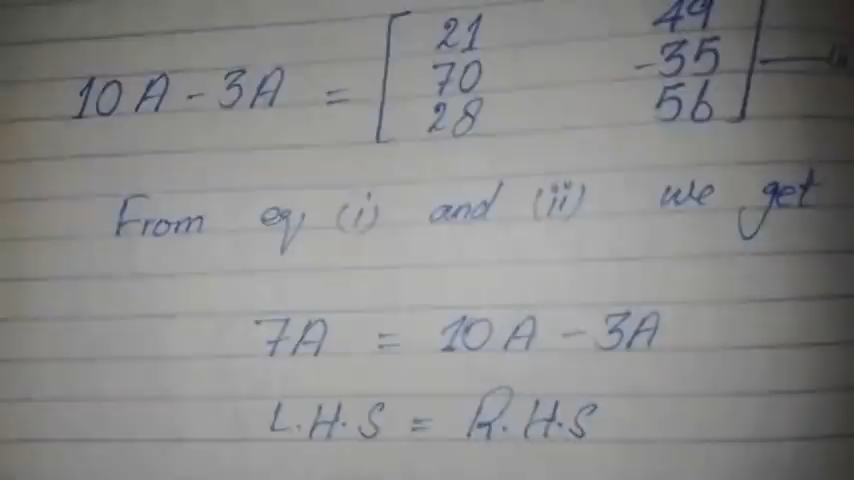 21 49
10A - 3A = 70 -35
28 56
From eq (i) and (ii) we get
7A = 10A - 3A
L.H.S = R.H.S